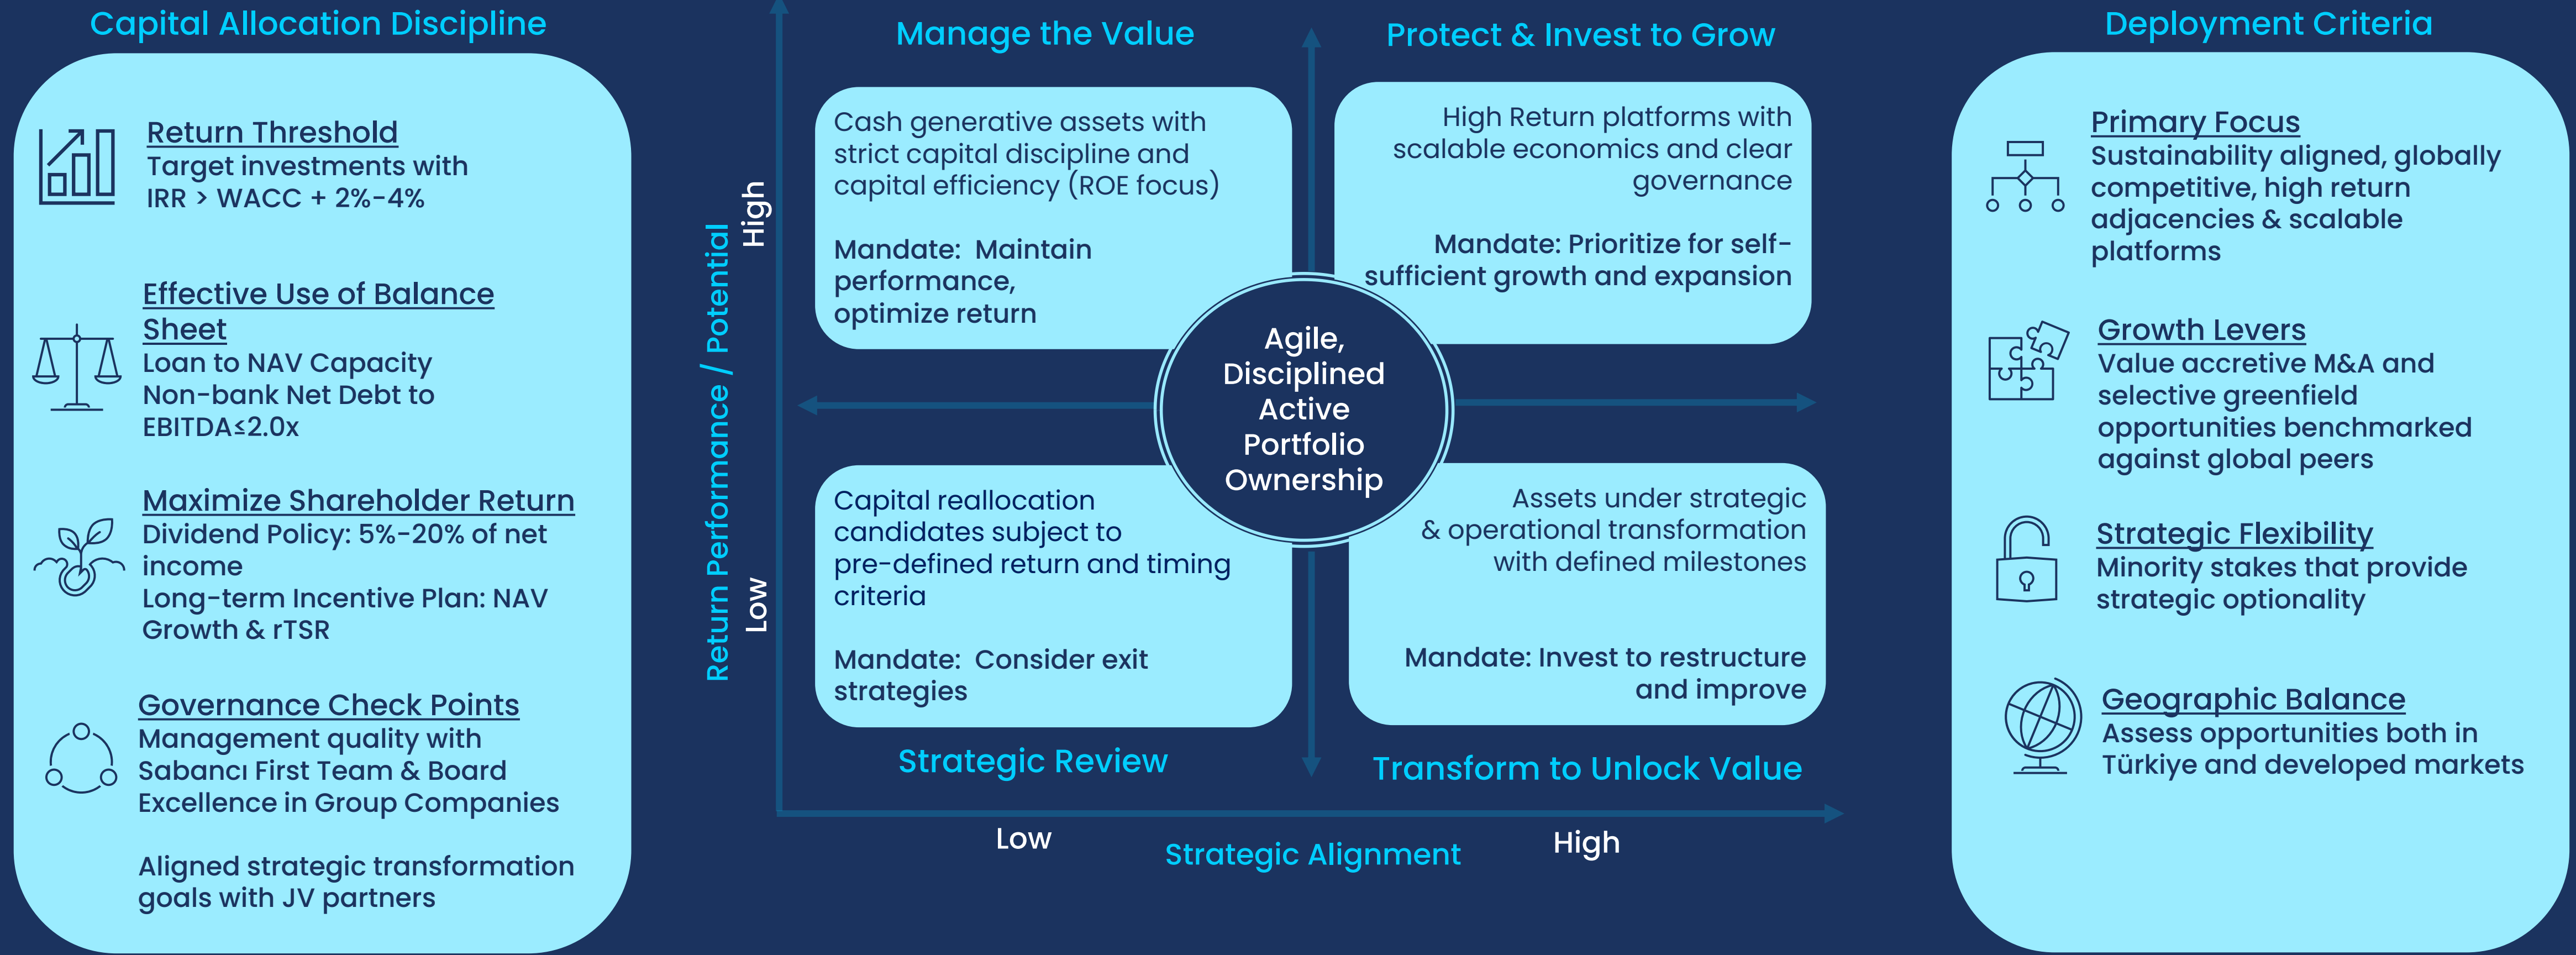 Capital Allocation Discipline
Return Threshold
Target investments with
IRR > WACC + 2%-4%
Effective Use of Balance
Sheet
Loan to NAV Capacity
Non-bank Net Debt to
EBITDA≤2.0x
Maximize Shareholder Return
Dividend Policy: 5%-20% of net
income
Long-term Incentive Plan: NAV
Growth & rTSR
Governance Check Points
Management quality with
Sabancı First Team & Board
Excellence in Group Companies
Aligned strategic transformation
goals with JV partners
Return Performance / Potential
High
Low
Manage the Value
Cash generative assets with
strict capital discipline and
capital efficiency (ROE focus)
Mandate: Maintain
performance,
optimize return
Protect & Invest to Grow
High Return platforms with
scalable economics and clear
governance
Mandate: Prioritize for self-
sufficient growth and expansion
Agile,
Disciplined
Active
Portfolio
Ownership
Capital reallocation
candidates subject to
pre-defined return and timing
criteria
Mandate: Consider exit
strategies
Strategic Review
Assets under strategic
& operational transformation
with defined milestones
Mandate: Invest to restructure
and improve
Transform to Unlock Value
Low
Strategic Alignment
High
Deployment Criteria
Primary Focus
Sustainability aligned, globally
competitive, high return
adjacencies & scalable
platforms
Growth Levers
Value accretive M&A and
selective greenfield
opportunities benchmarked
against global peers
Strategic Flexibility
Minority stakes that provide
strategic optionality
Geographic Balance
Assess opportunities both in
Türkiye and developed markets